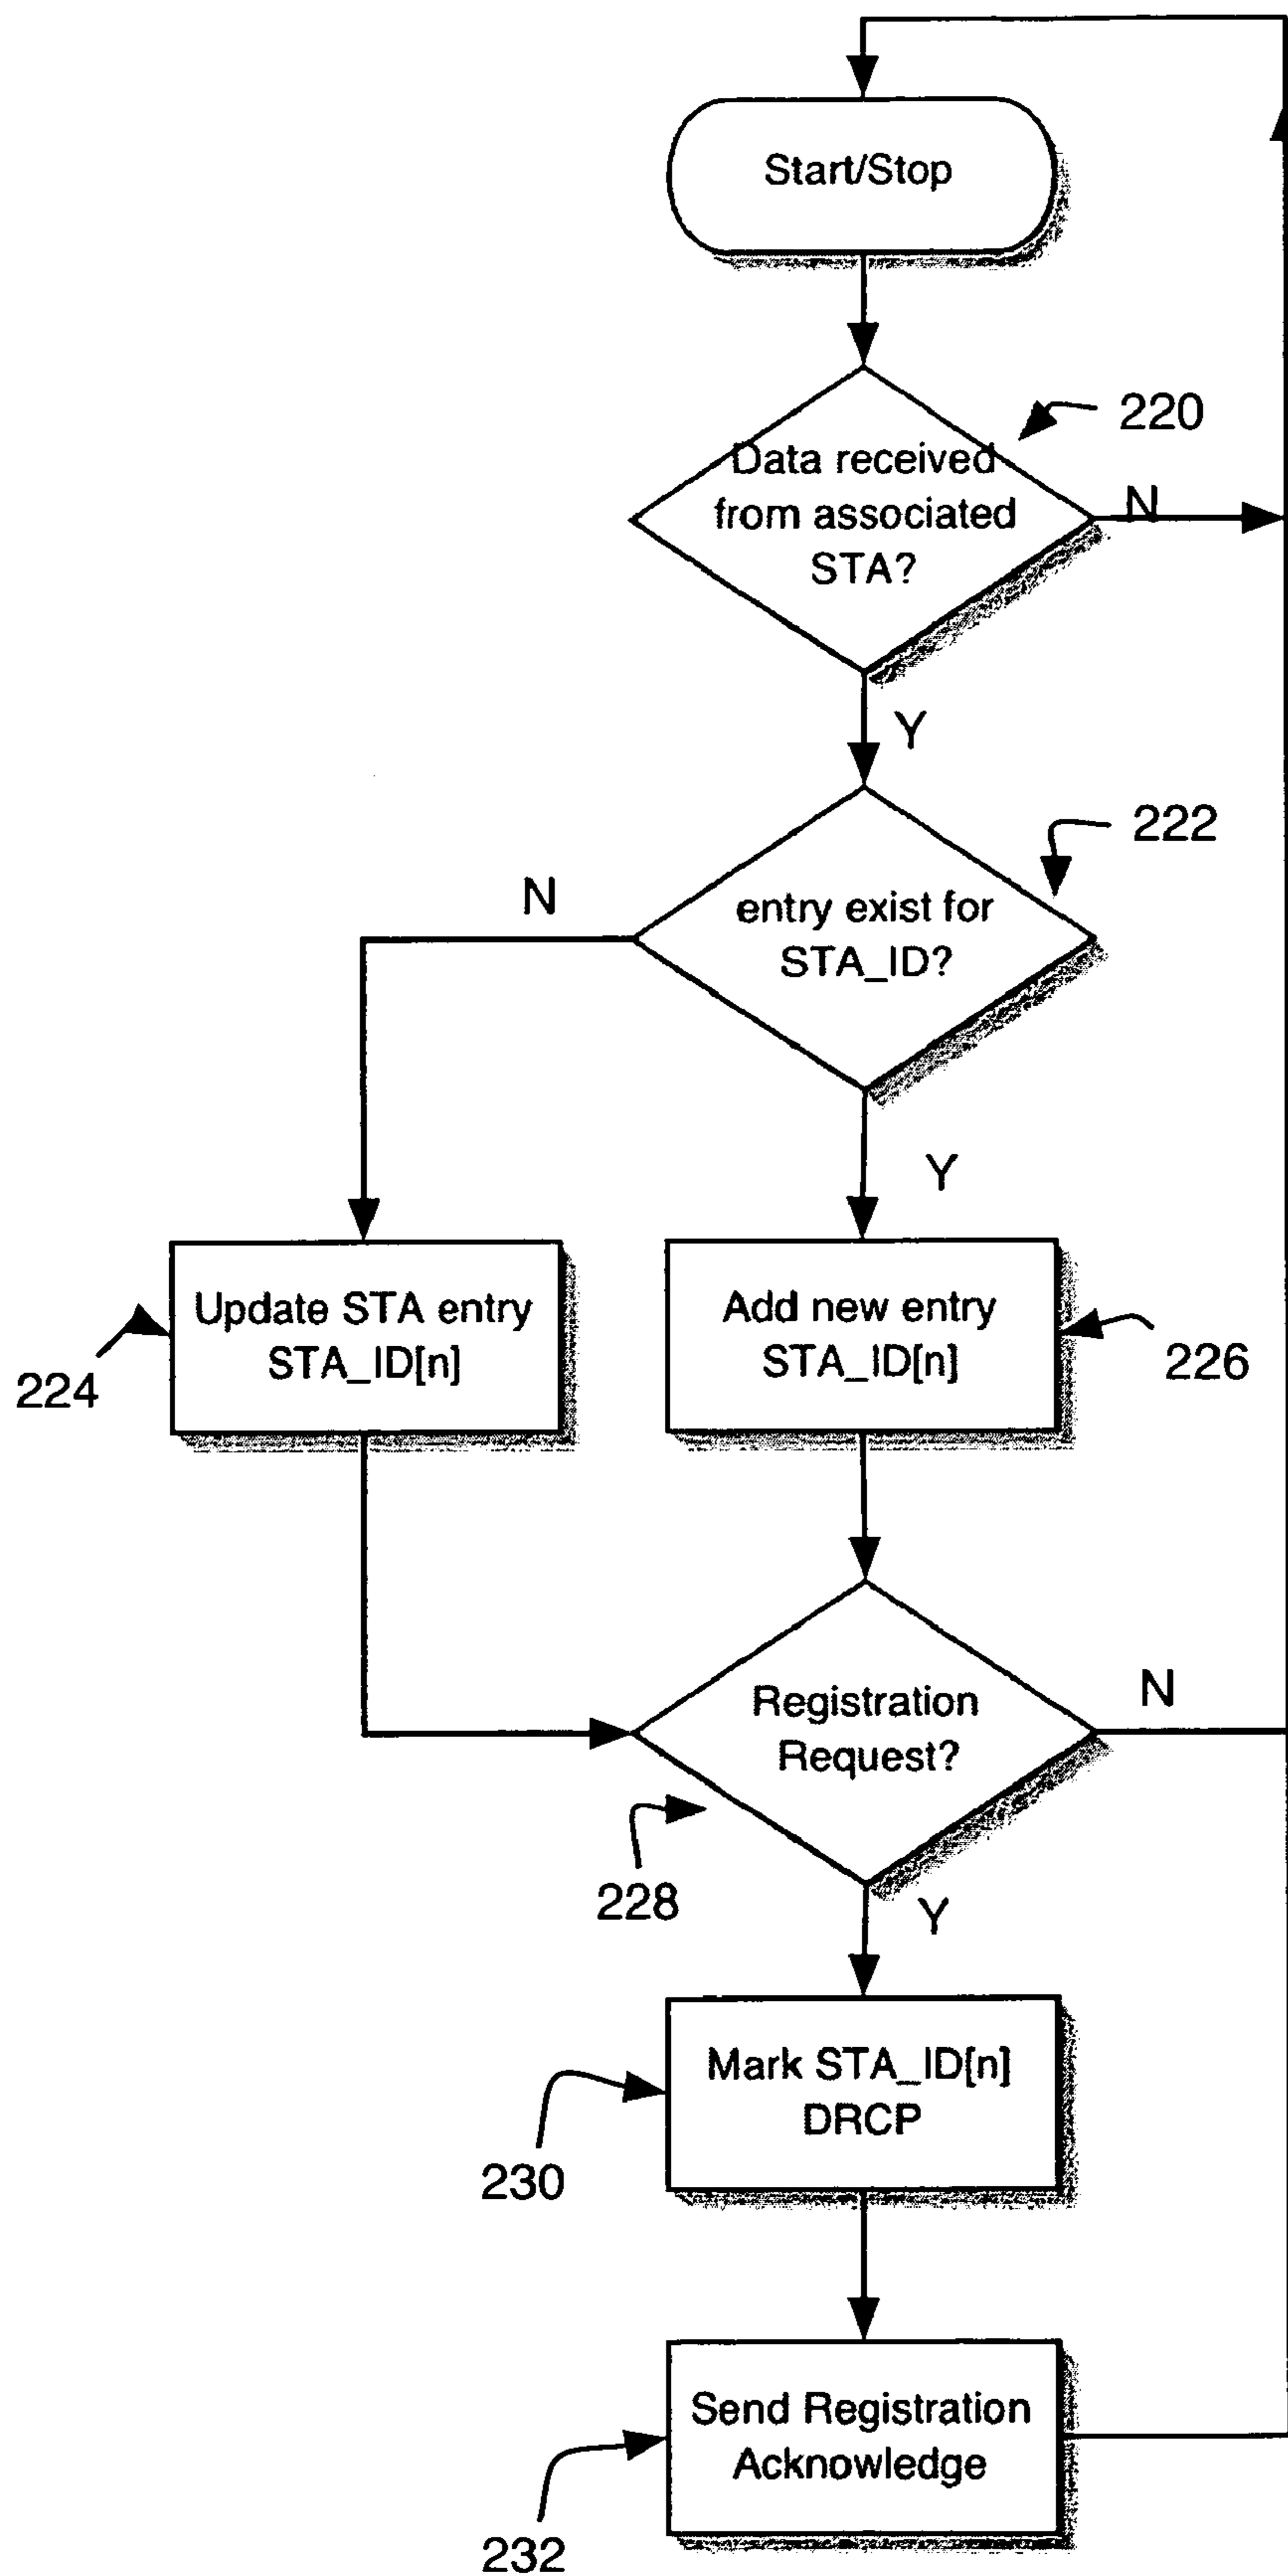 Start/Stop
220
Data received
from associated
STA?
N
Y
222
N
entry exist for
STA_ID?
Y
Update STA entry
STA_ID[n]
Add new entry
STA_ID[n]
224
226
Registration
Request?
N
228
Y
Mark STA_ID[n]
DRCP
230
Send Registration
Acknowledge
232